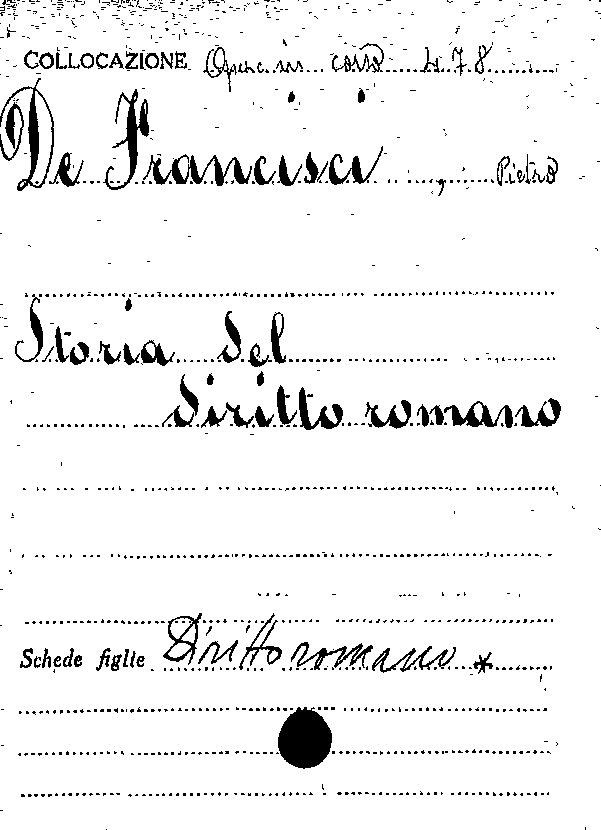 COLLOCAZIONE Opere in corso 478
De Francisci, Pietro
Storia del
diritto romano
Schede figlie Diritto romano *